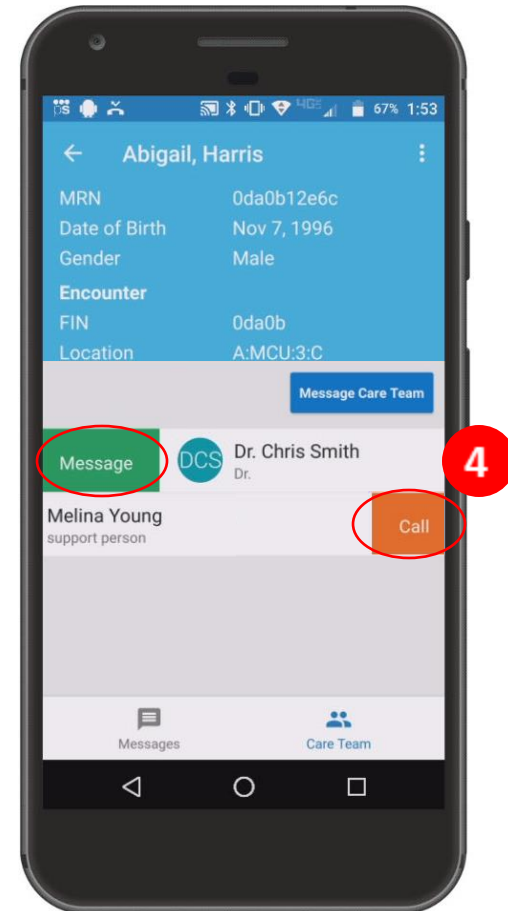 67% 1:53
Abigail, Harris
MRN 0da0b12e6c
Date of Birth Nov 7, 1996
Gender Male
Encounter
FIN 0da0b
Location A:MCU:3:C
Message Care Team
Message DCS Dr. Chris Smith
Dr.
4
Melina Young
support person
Call
Messages Care Team